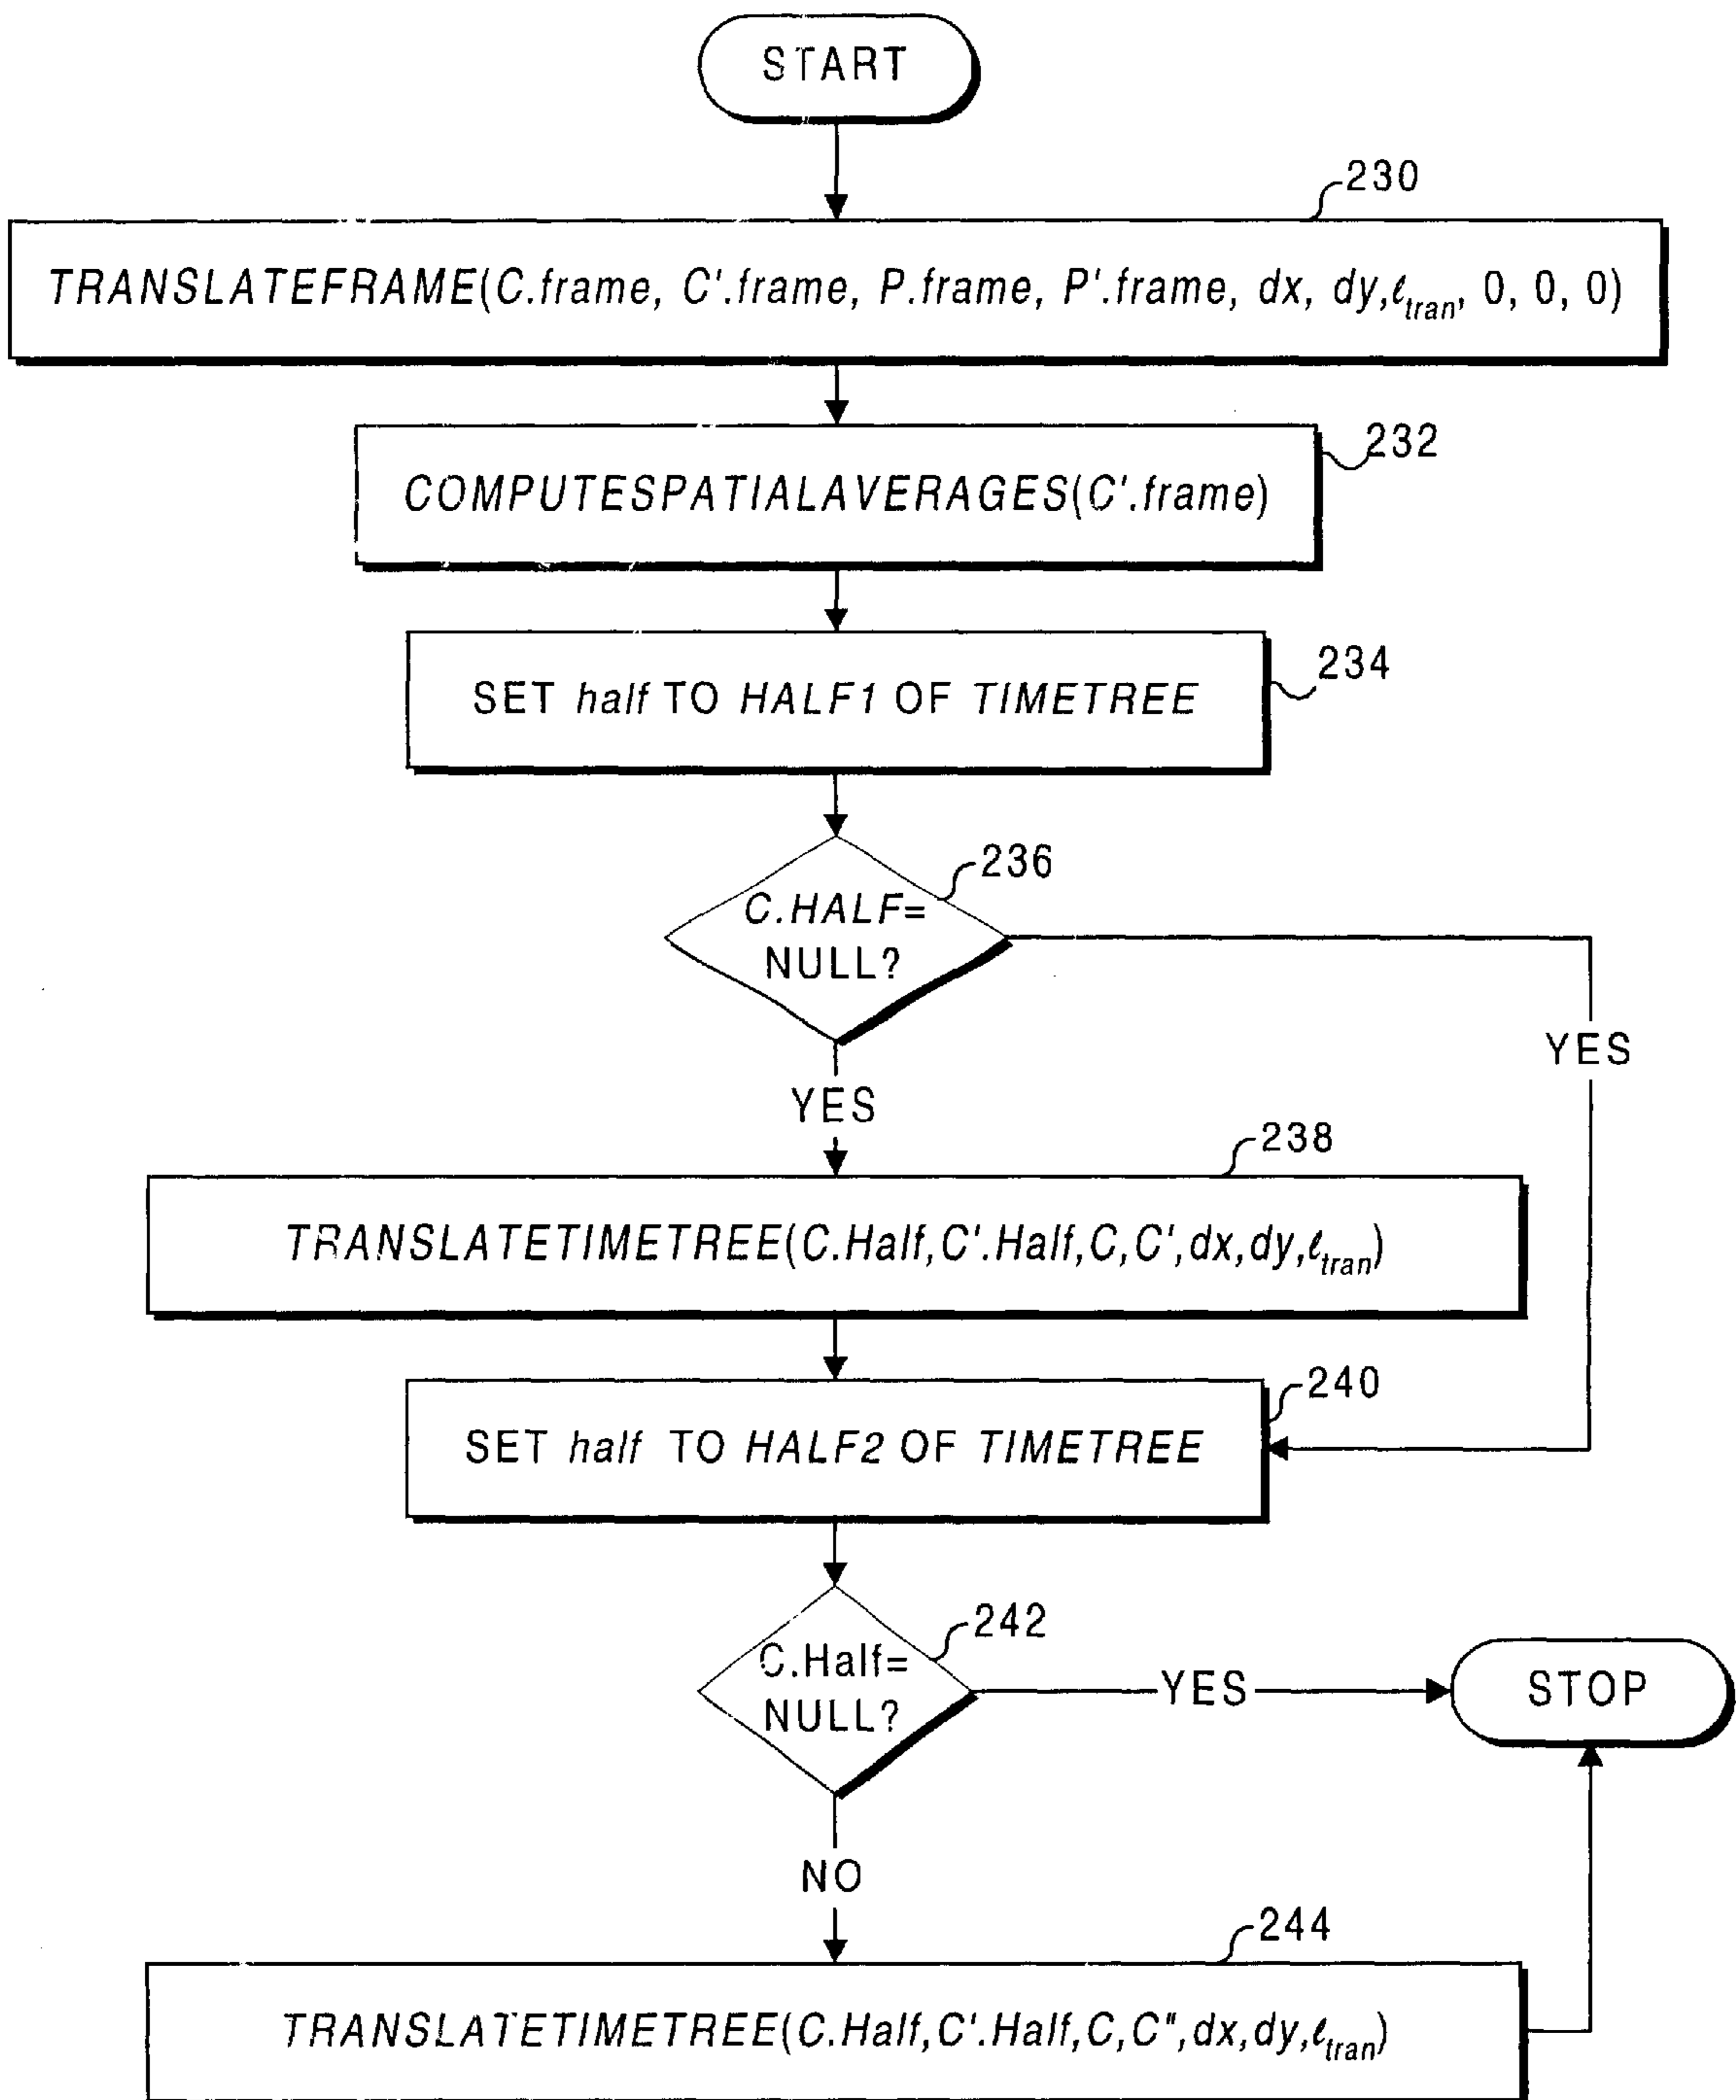 START
230
TRANSLATEFRAME(C.frame, C'.frame, P.frame, P'.frame, dx, dy,ℓtran, 0, 0, 0)
232
COMPUTESPATIALAVERAGES(C'.frame)
234
SET half TO HALF1 OF TIMETREE
236
C.HALF=
NULL?
YES
YES
238
TRANSLATETIMETREE(C.Half,C'.Half,C,C',dx,dy,ℓtran)
240
SET half TO HALF2 OF TIMETREE
242
C.Half=
NULL?
YES
STOP
NO
244
TRANSLATETIMETREE(C.Half,C'.Half,C,C",dx,dy,ℓtran)